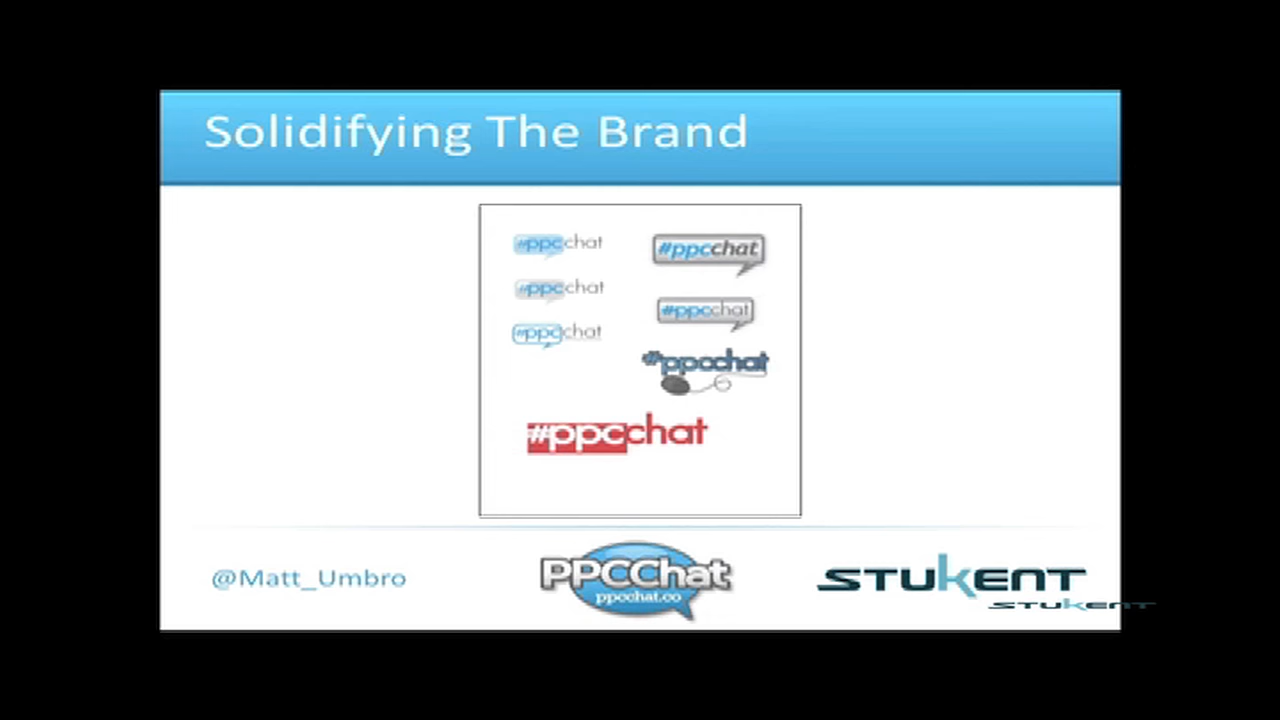 Solidifying The Brand
#ppcchat
#ppcchat
#ppcchat
#ppcchat
#ppcchat
#ppcchat
#ppcchat
@Matt_Umbro
PPCChat
ppcchat.co
STUKENT
STUKENT